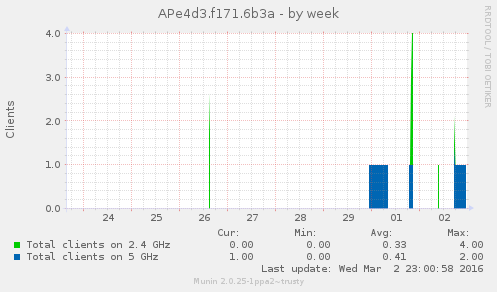 APe4d3.f171.6b3a - by week
RRDTOOL / TOBI OETIKER
Clients
4.0
3.0
2.0
1.0
0.0
24 25 26 27 28 29 01 02
Cur: Min: Avg: Max:
Total clients on 2.4 GHz 0.00 0.00 0.33 4.00
Total clients on 5 GHz 1.00 0.00 0.41 2.00
Last update: Wed Mar 2 23:00:58 2016
Munin 2.0.25-1ppa2~trusty